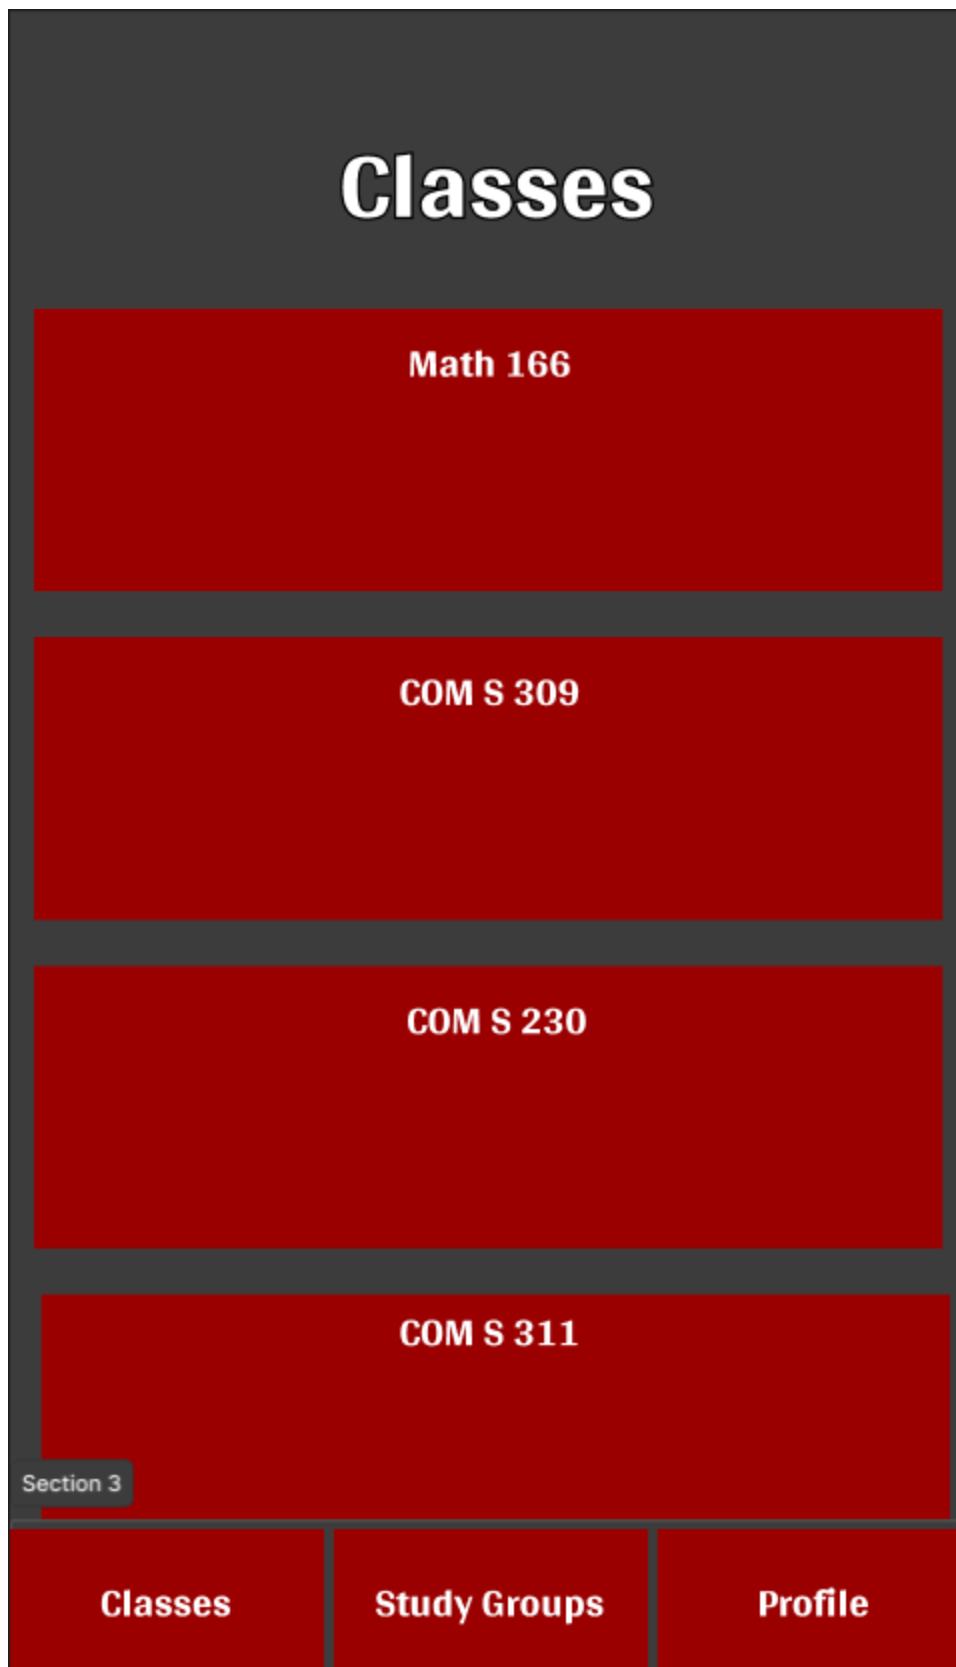 Classes
Math 166
COM S 309
COM S 230
COM S 311
Section 3
Classes
Study Groups
Profile